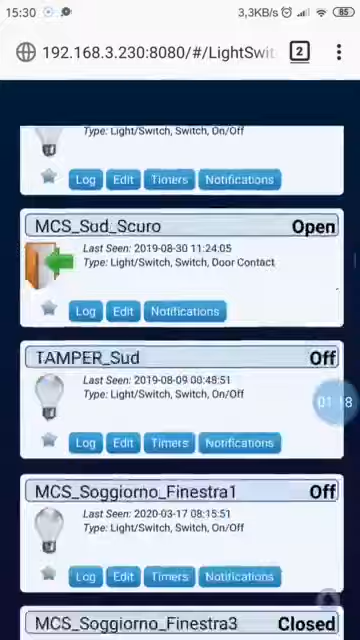 15:30 3,3KB/s 65
192.168.3.230:8080/#/LightSwit 2
Type: Light/Switch, Switch, On/Off
Log Edit Timers Notifications
MCS_Sud_Scuro Open
Last Seen: 2019-08-30 11:24:05
Type: Light/Switch, Switch, Door Contact
Log Edit Notifications
TAMPER_Sud Off
Last Seen: 2019-08-09 00:48:51
Type: Light/Switch, Switch, On/Off
01:18
Log Edit Timers Notifications
MCS_Soggiorno_Finestra1 Off
Last Seen: 2020-03-17 08:15:51
Type: Light/Switch, Switch, On/Off
Log Edit Timers Notifications
MCS_Soggiorno_Finestra3 Closed